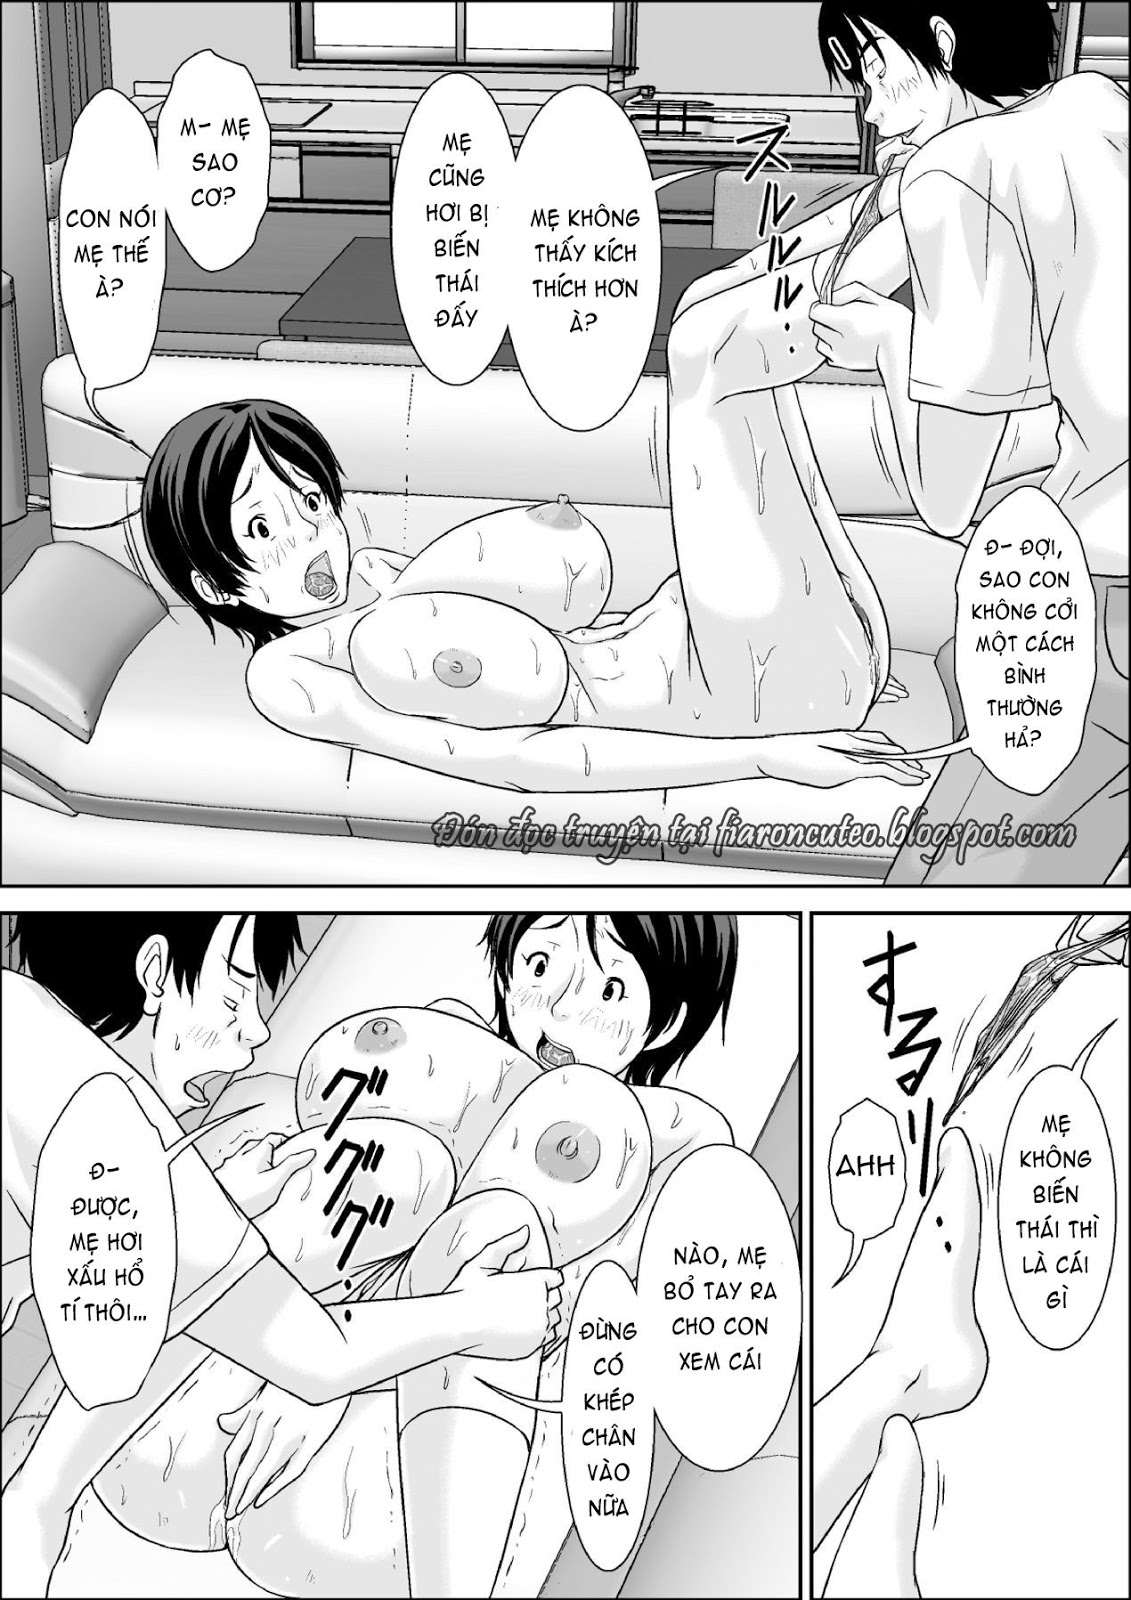 Đ- ĐỢI,
SAO CON
KHÔNG CỞI
MỘT CÁCH
BÌNH
THƯỜNG
HẢ?
MẸ KHÔNG
THẤY KÍCH
THÍCH HƠN
À?
MẸ
CŨNG
HƠI BỊ
BIẾN
THÁI
ĐẤY
M- MẸ
SAO
CƠ?
CON NÓI
MẸ THẾ
À?
ズルルル
Đón đọc truyện tại fiaroncuteo.blogspot.com
MẸ
KHÔNG
BIẾN
THÁI THÌ
LÀ CÁI
GÌ
AHH
するり
NÀO, MẸ
BỎ TAY RA
CHO CON
XEM CÁI
ĐỪNG
CÓ
KHÉP
CHÂN
VÀO
NỮA
ググググ
Đ-
ĐƯỢC,
MẸ HƠI
XẤU HỔ
TÍ THÔI...